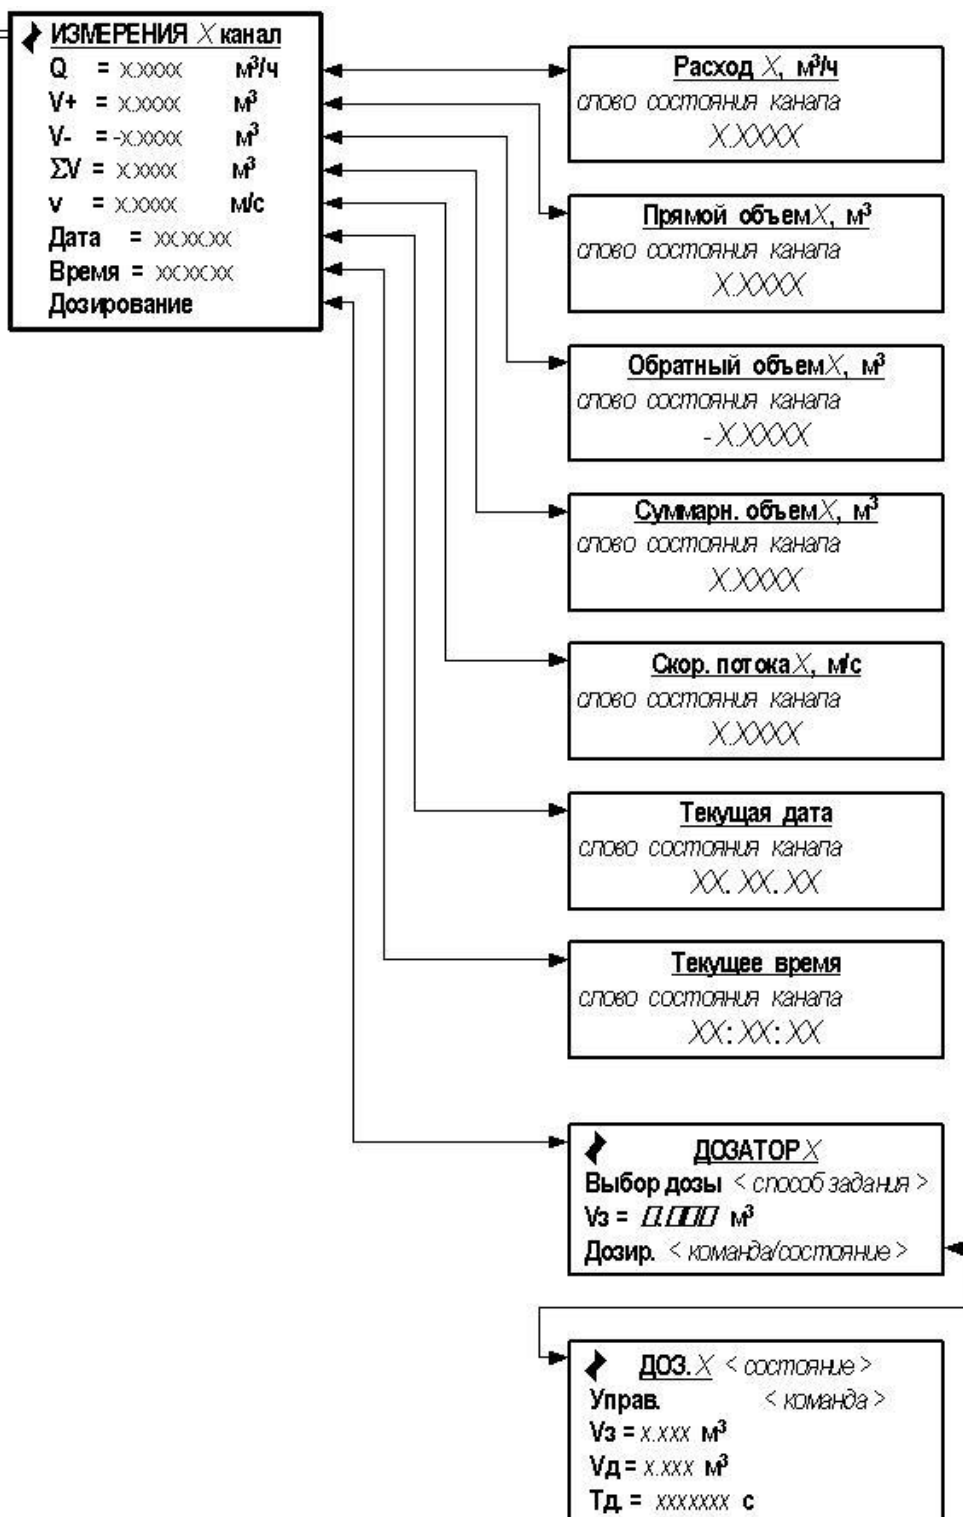 ИЗМЕРЕНИЯ X канал
Q = x.xxxx м³/ч
V+ = x.xxxx м³
V- = -x.xxxx м³
ΣV = x.xxxx м³
v = x.xxxx м/с
Дата = xx.xx.xx
Время = xx:xx:xx
Дозирование
Расход X, м³/ч
слово состояния канала
X.XXXX
Прямой объем X, м³
слово состояния канала
X.XXXX
Обратный объем X, м³
слово состояния канала
-X.XXXX
Суммарн. объем X, м³
слово состояния канала
X.XXXX
Скор. потока X, м/с
слово состояния канала
X.XXXX
Текущая дата
слово состояния канала
XX.XX.XX
Текущее время
слово состояния канала
XX:XX:XX
ДОЗАТОР X
Выбор дозы < способ задания >
Vз = 0.000 м³
Дозир. < команда/состояние >
ДОЗ. X < состояние >
Управ. < команда >
Vз = x.xxx м³
Vд = x.xxx м³
Тд. = xxxxxxx с